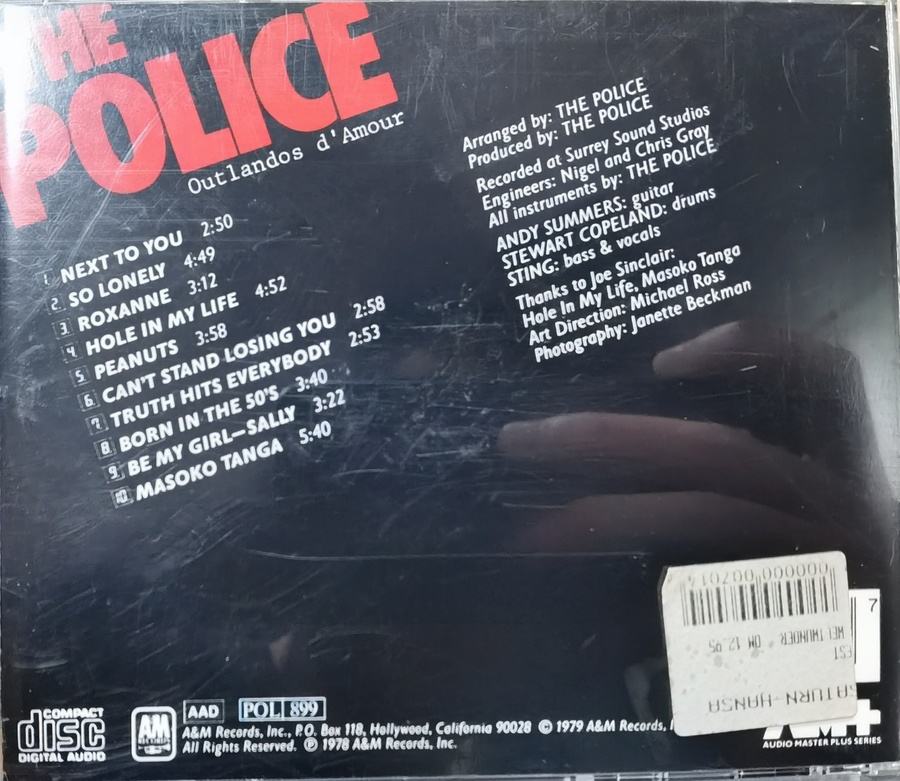 THE
POLICE
Outlandos d'Amour
1 NEXT TO YOU 2:50
2. SO LONELY 4:49
3. ROXANNE 3:12
4 HOLE IN MY LIFE 4:52
5. PEANUTS 3:58
6. CAN'T STAND LOSING YOU 2:58
7. TRUTH HITS EVERYBODY 2:53
8. BORN IN THE 50'S 3:40
9. BE MY GIRL—SALLY 3:22
10. MASOKO TANGA 5:40
Arranged by: THE POLICE
Produced by: THE POLICE
Recorded at Surrey Sound Studios
Engineers: Nigel and Chris Gray
All instruments by: THE POLICE
ANDY SUMMERS: guitar
STEWART COPELAND: drums
STING: bass & vocals
Thanks to Joe Sinclair:
Hole In My Life, Masoko Tanga
Art Direction: Michael Ross
Photography: Janette Beckman
SATURN-HANSA
WELTWUNDER DM 12.95
7
COMPACT
disc
DIGITAL AUDIO
AM
RECORDS
AAD POL 899
A&M Records, Inc., P.O. Box 118, Hollywood, California 90028 © 1979 A&M Records,
All Rights Reserved. ℗ 1978 A&M Records, Inc.
AM+
AUDIO MASTER PLUS SERIES